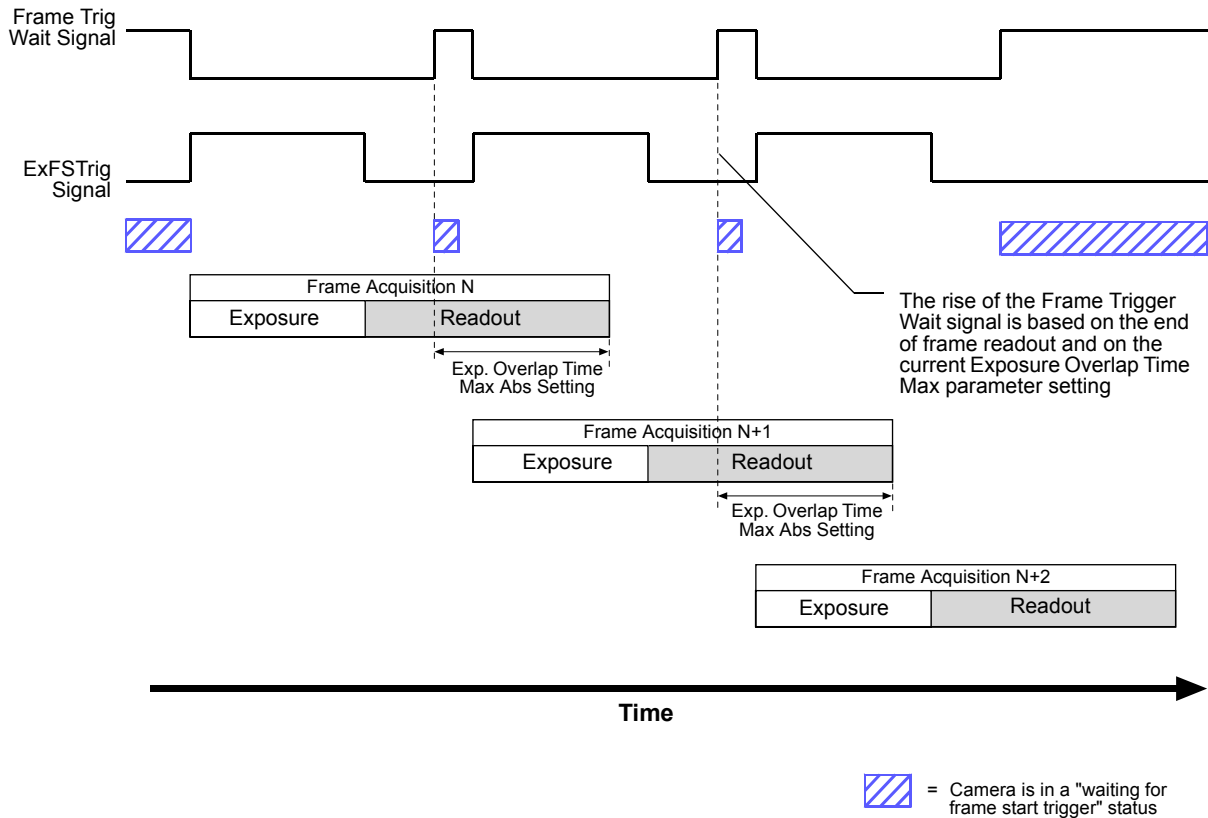 Frame Trig
Wait Signal
ExFSTrig
Signal
Frame Acquisition N
Exposure
Readout
Exp. Overlap Time
Max Abs Setting
The rise of the Frame Trigger
Wait signal is based on the end
of frame readout and on the
current Exposure Overlap Time
Max parameter setting
Frame Acquisition N+1
Exposure
Readout
Exp. Overlap Time
Max Abs Setting
Frame Acquisition N+2
Exposure
Readout
Time
= Camera is in a "waiting for
frame start trigger" status